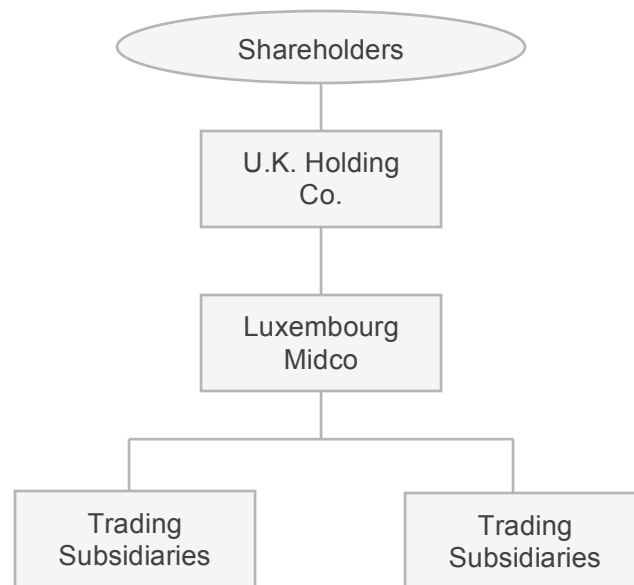 Shareholders
U.K. Holding
Co.
Luxembourg
Midco
Trading
Subsidiaries
Trading
Subsidiaries